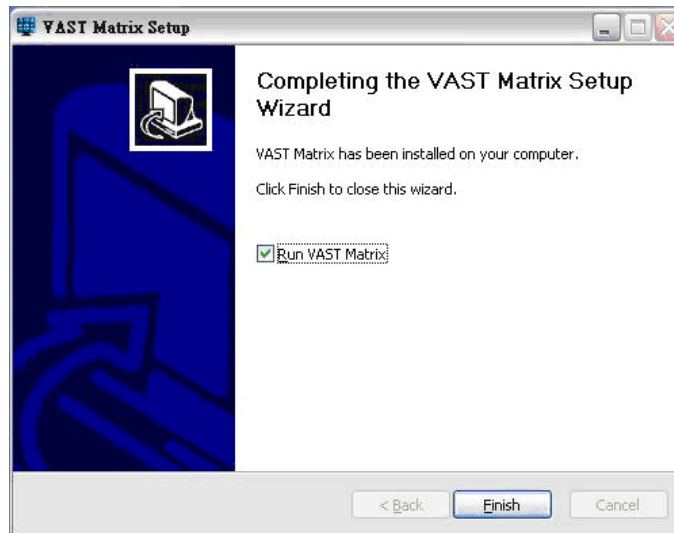 VAST Matrix Setup
Completing the VAST Matrix Setup
Wizard
VAST Matrix has been installed on your computer.
Click Finish to close this wizard.
Run VAST Matrix
< Back
Finish
Cancel